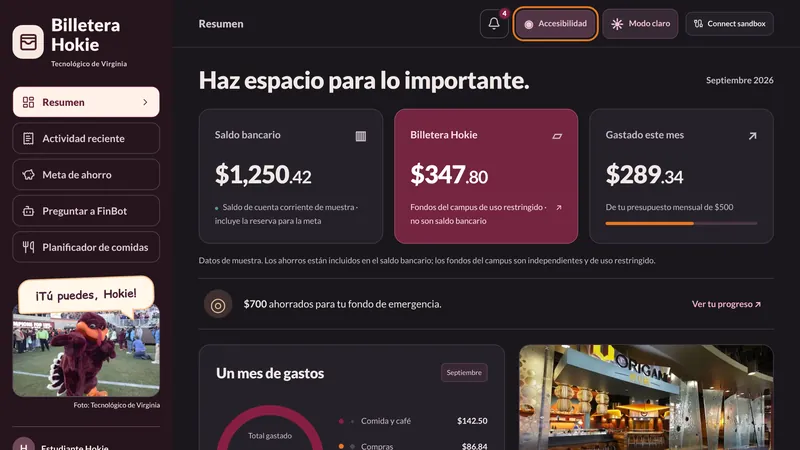 Billetera
Hokie
Tecnológico de Virginia
Resumen
Actividad reciente
Meta de ahorro
Preguntar a FinBot
Planificador de comidas
¡Tú puedes, Hokie!
Foto: Tecnológico de Virginia
H
Estudiante Hokie
Resumen
4
Accesibilidad
Modo claro
Connect sandbox
Haz espacio para lo importante.
Septiembre 2026
Saldo bancario
$1,250.42
Saldo de cuenta corriente de muestra ·
incluye la reserva para la meta
Billetera Hokie
$347.80
Fondos del campus de uso restringido ·
no son saldo bancario
Gastado este mes
$289.34
De tu presupuesto mensual de $500
Datos de muestra. Los ahorros están incluidos en el saldo bancario; los fondos del campus son independientes y de uso restringido.
$700 ahorrados para tu fondo de emergencia.
Ver tu progreso
Un mes de gastos
Septiembre
Total gastado
Comida y café $142.50
Compras $86.84
ORIGAMI